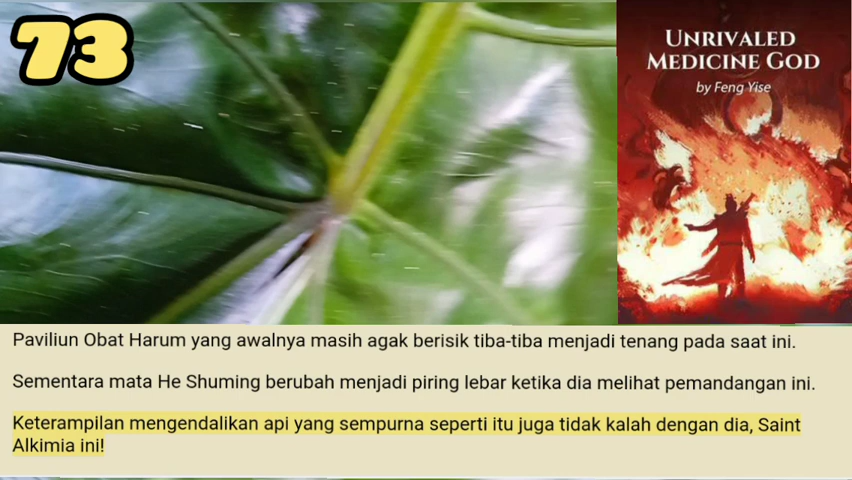 73
UNRIVALED
MEDICINE GOD
by Feng Yise
Paviliun Obat Harum yang awalnya masih agak berisik tiba-tiba menjadi tenang pada saat ini.
Sementara mata He Shuming berubah menjadi piring lebar ketika dia melihat pemandangan ini.
Keterampilan mengendalikan api yang sempurna seperti itu juga tidak kalah dengan dia, Saint
Alkimia ini!